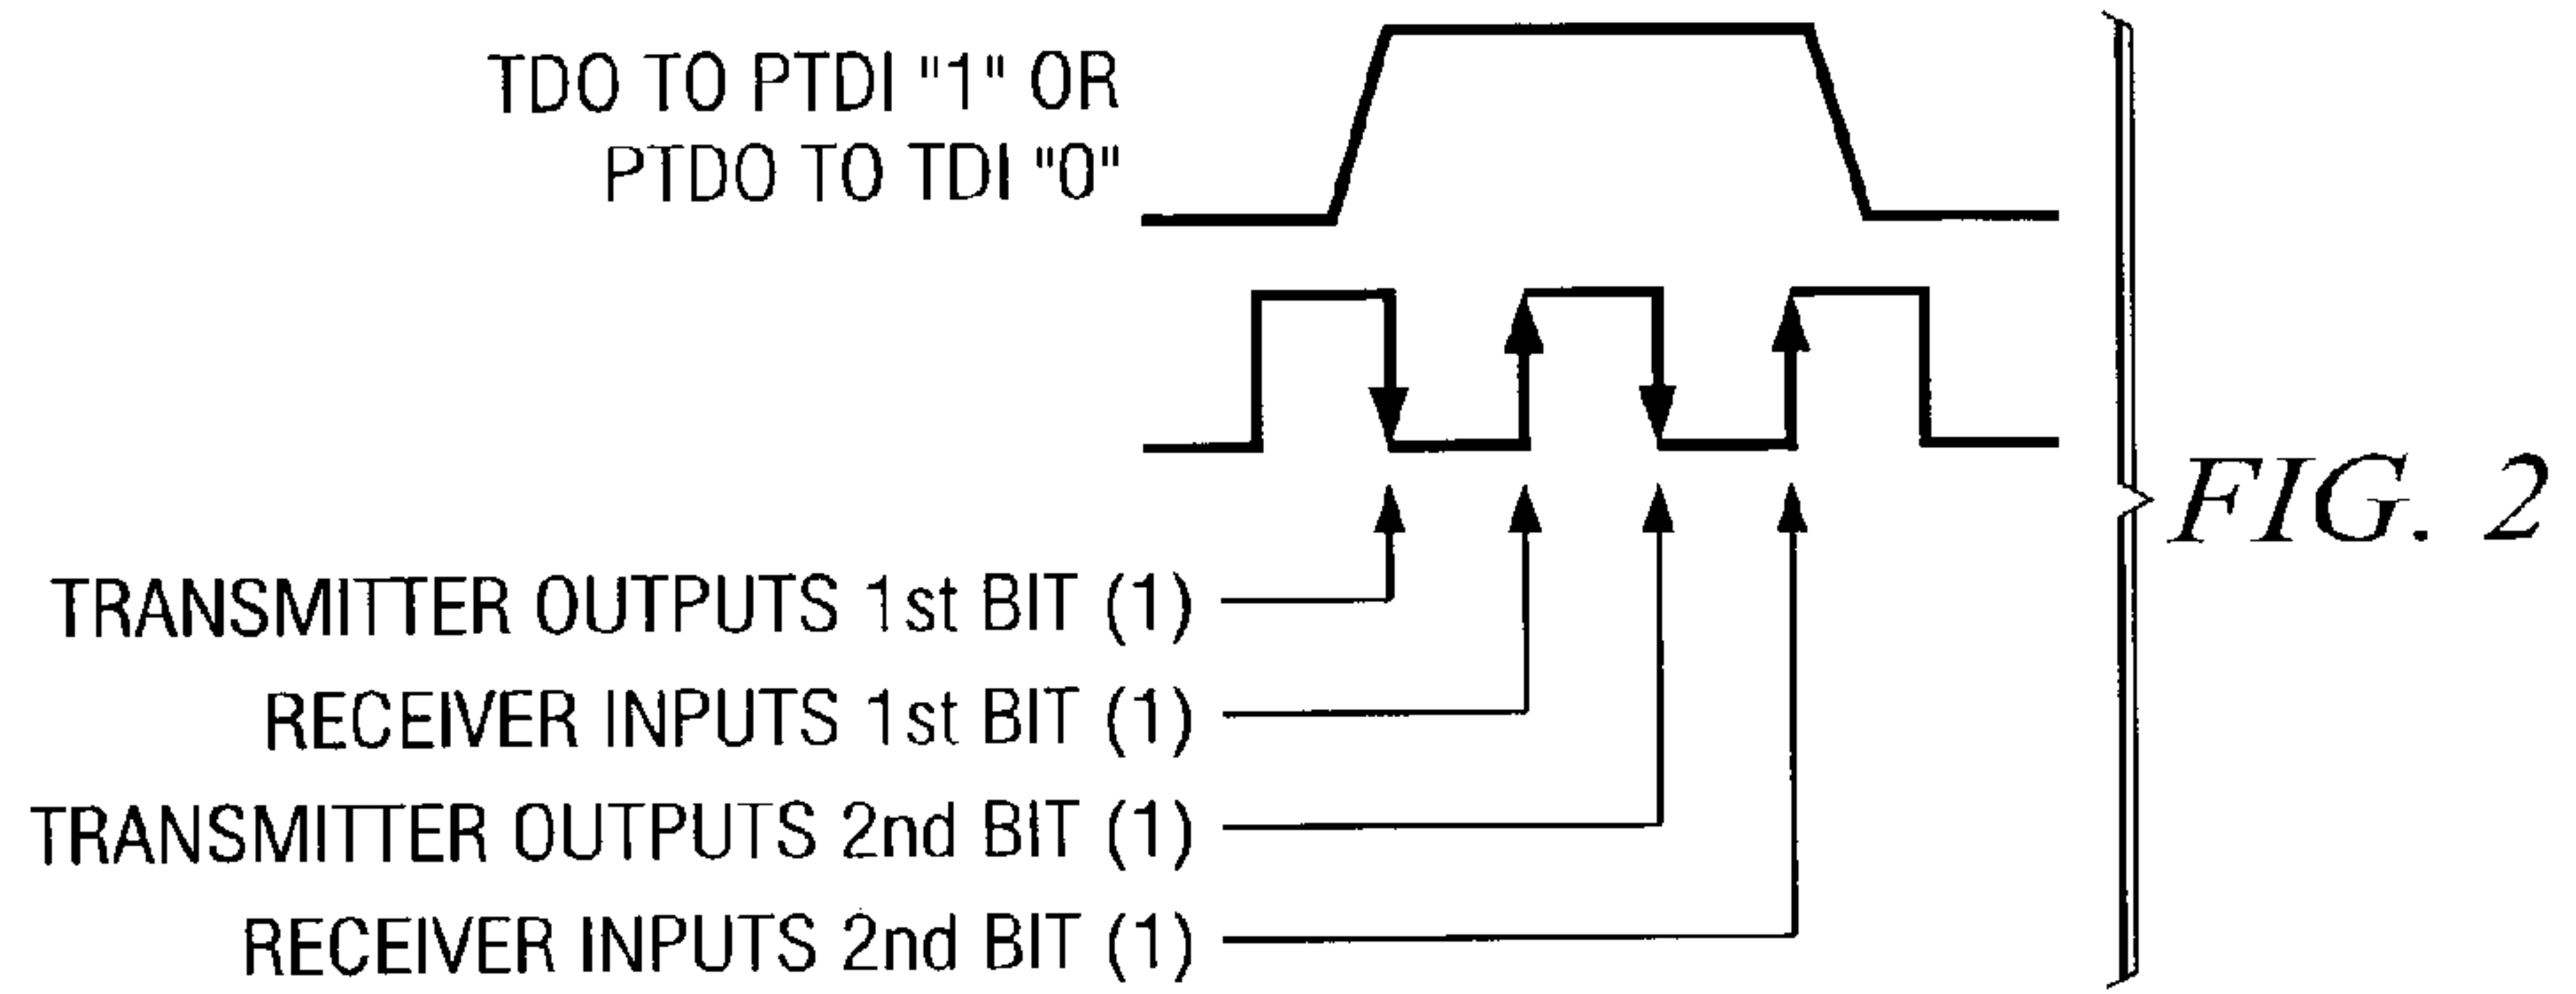 TDO TO PTDI "1" OR
PTDO TO TDI "0"
FIG. 2
TRANSMITTER OUTPUTS 1st BIT (1)
RECEIVER INPUTS 1st BIT (1)
TRANSMITTER OUTPUTS 2nd BIT (1)
RECEIVER INPUTS 2nd BIT (1)